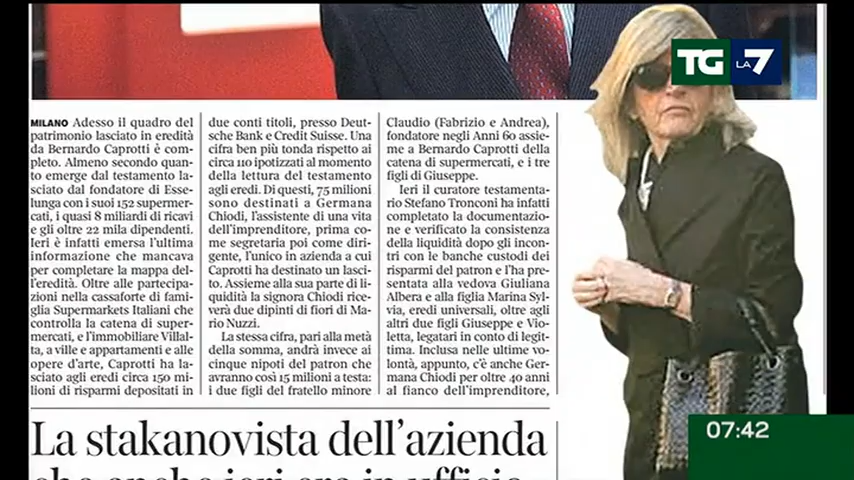 TG LA 7
MILANO Adesso il quadro del
patrimonio lasciato in eredità
da Bernardo Caprotti è com-
pleto. Almeno secondo quan-
to emerge dal testamento la-
sciato dal fondatore di Esse-
lunga con i suoi 152 supermer-
cati, i quasi 8 miliardi di ricavi
e gli oltre 22 mila dipendenti.
Ieri è infatti emersa l'ultima
informazione che mancava
per completare la mappa del-
l'eredità. Oltre alle partecipa-
zioni nella cassaforte di fami-
glia Supermarkets Italiani che
controlla la catena di super-
mercati, e l'immobiliare Villa-
ta, a ville e appartamenti e alle
opere d'arte, Caprotti ha la-
sciato agli eredi circa 150 mi-
lioni di risparmi depositati in
due conti titoli, presso Deut-
sche Bank e Credit Suisse. Una
cifra ben più tonda rispetto ai
circa 110 ipotizzati al momento
della lettura del testamento
agli eredi. Di questi, 75 milioni
sono destinati a Germana
Chiodi, l'assistente di una vita
dell'imprenditore, prima co-
me segretaria poi come diri-
gente, l'unico in azienda a cui
Caprotti ha destinato un lasci-
to. Assieme alla sua parte di
liquidità la signora Chiodi rice-
verà due dipinti di fiori di Ma-
rio Nuzzi.
La stessa cifra, pari alla metà
della somma, andrà invece ai
cinque nipoti del patron che
avranno così 15 milioni a testa:
i due figli del fratello minore
Claudio (Fabrizio e Andrea),
fondatore negli Anni 60 assie-
me a Bernardo Caprotti della
catena di supermercati, e i tre
figli di Giuseppe.
Ieri il curatore testamenta-
rio Stefano Tronconi ha infatti
completato la documentazio-
ne e verificato la consistenza
della liquidità dopo gli incon-
tri con le banche custodi dei
risparmi del patron e l'ha pre-
sentata alla vedova Giuliana
Albera e alla figlia Marina Syl-
via, eredi universali, oltre agli
altri due figli Giuseppe e Vio-
letta, legatari in conto di legit-
tima. Inclusa nelle ultime vo-
lontà, appunto, c'è anche Ger-
mana Chiodi per oltre 40 anni
al fianco dell'imprenditore,
La stakanovista dell'azienda
che anche ieri era in ufficio
07:42